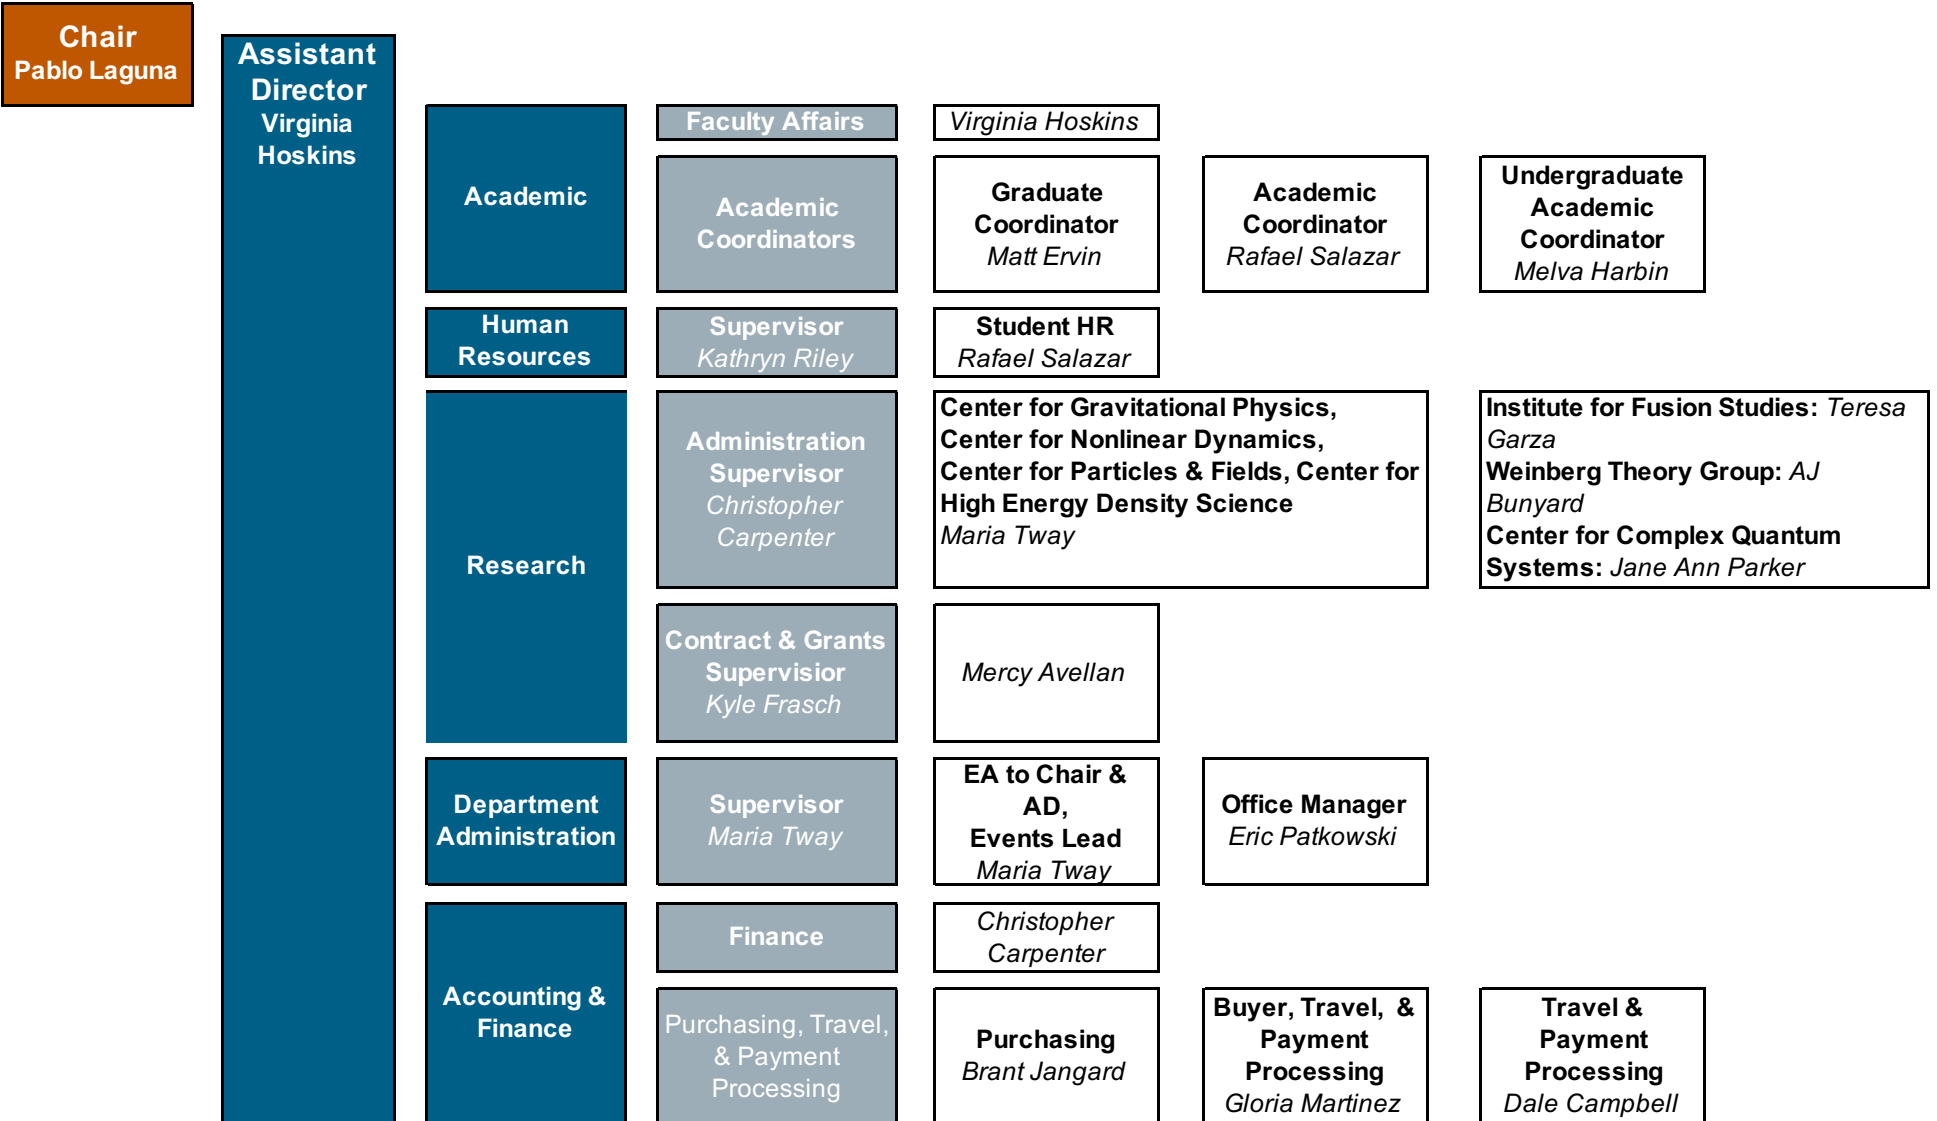 Chair
Pablo Laguna
Assistant
Director
Virginia
Hoskins
Academic
Faculty Affairs
Virginia Hoskins
Academic
Coordinators
Graduate
Coordinator
Matt Ervin
Academic
Coordinator
Rafael Salazar
Undergraduate
Academic
Coordinator
Melva Harbin
Human
Resources
Supervisor
Kathryn Riley
Student HR
Rafael Salazar
Research
Administration
Supervisor
Christopher
Carpenter
Center for Gravitational Physics,
Center for Nonlinear Dynamics,
Center for Particles & Fields, Center for
High Energy Density Science
Maria Tway
Institute for Fusion Studies: Teresa
Garza
Weinberg Theory Group: AJ
Bunyard
Center for Complex Quantum
Systems: Jane Ann Parker
Contract & Grants
Supervisior
Kyle Frasch
Mercy Avellan
Department
Administration
Supervisor
Maria Tway
EA to Chair &
AD,
Events Lead
Maria Tway
Office Manager
Eric Patkowski
Accounting &
Finance
Finance
Christopher
Carpenter
Purchasing, Travel,
& Payment
Processing
Purchasing
Brant Jangard
Buyer, Travel, &
Payment
Processing
Gloria Martinez
Travel &
Payment
Processing
Dale Campbell